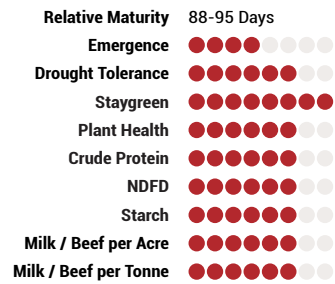 Relative Maturity 88-95 Days
Emergence
Drought Tolerance
Staygreen
Plant Health
Crude Protein
NDFD
Starch
Milk / Beef per Acre
Milk / Beef per Tonne